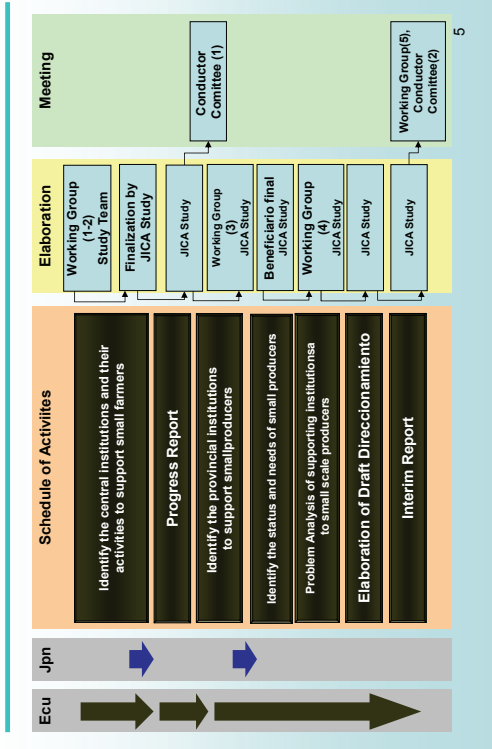 Ecu
Jpn
Schedule of Activiites
Elaboration
Meeting
Identify the central institutions and their
activities to support small farmers
Working Group
(1-2)
Study Team
Progress Report
Finalization by
JICA Study
Identify the provincial institutions
to support smallproducers
JICA Study
Conductor
Comittee (1)
Working Group
(3)
JICA Study
Identify the status and needs of small producers
Beneficiario final
JICA Study
Problem Analysis of supporting institutionsa
to small scale producers
Working Group
(4)
JICA Study
Elaboration of Draft Direccionamiento
JICA Study
Interim Report
JICA Study
Working Group(5),
Conductor
Comittee(2)
5